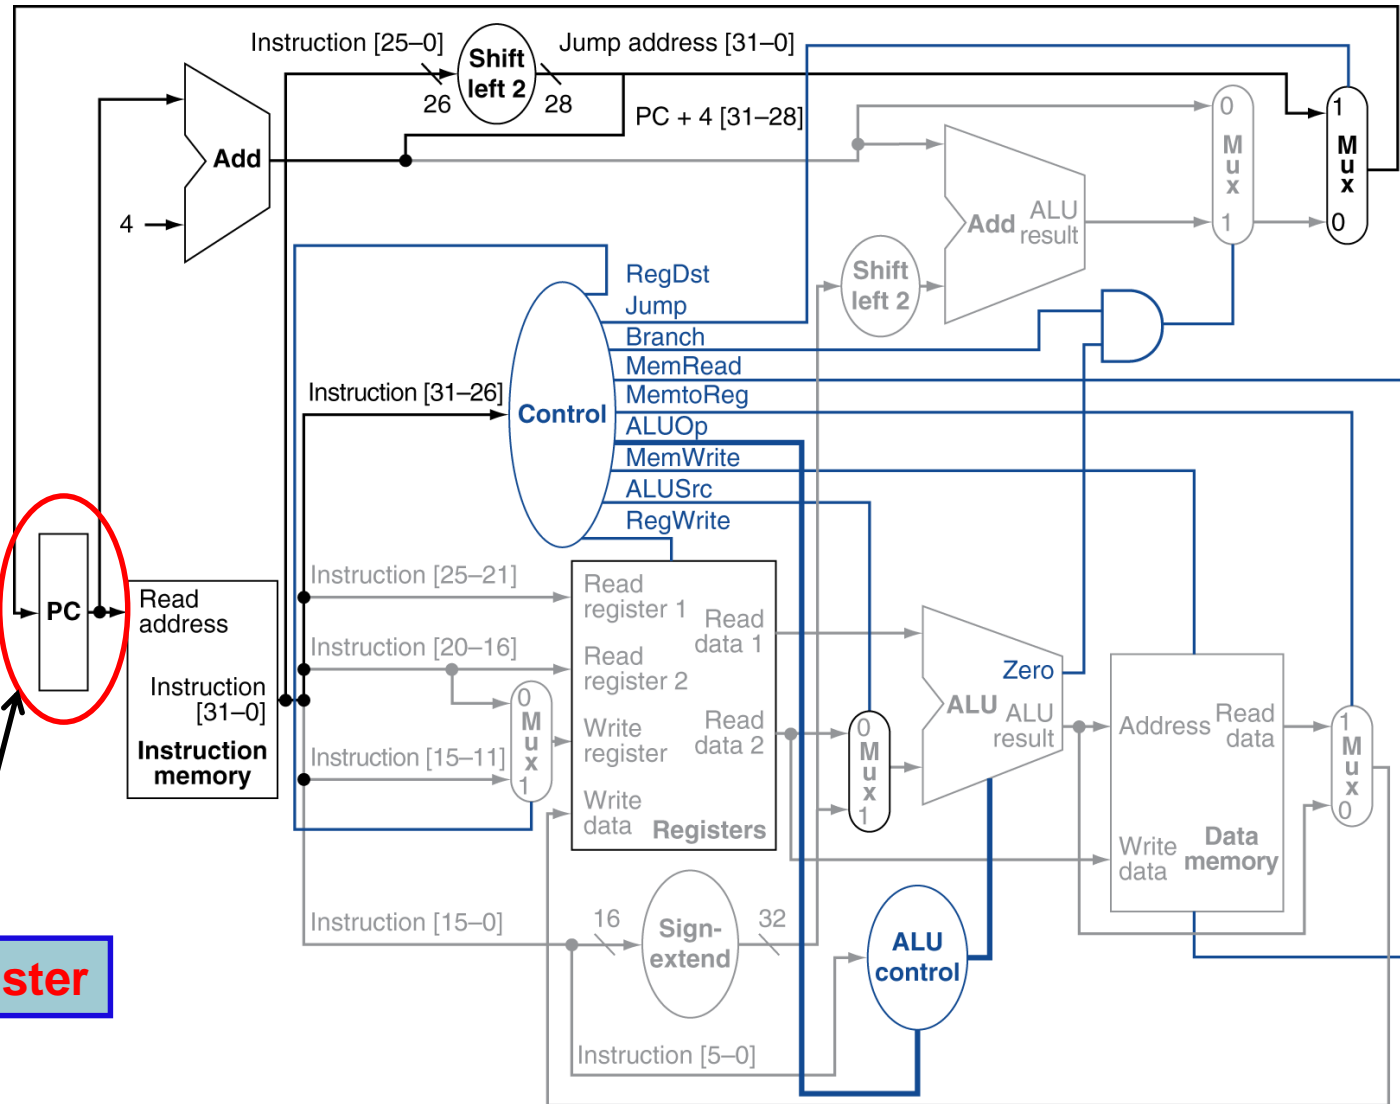 Instruction [25–0]
Shift
left 2
Jump address [31–0]
26
28
PC + 4 [31–28]
Add
4
0
M
u
x
1
1
M
u
x
0
Add
ALU
result
Shift
left 2
RegDst
Jump
Branch
MemRead
MemtoReg
ALUOp
MemWrite
ALUSrc
RegWrite
Instruction [31–26]
Control
PC
Read
address
Instruction
[31–0]
Instruction
memory
Instruction [25–21]
Instruction [20–16]
Instruction [15–11]
0
M
u
x
1
Read
register 1
Read
register 2
Write
register
Write
data
Read
data 1
Read
data 2
Registers
0
M
u
x
1
Zero
ALU
ALU
result
Address
Read
data
Write
data
Data
memory
1
M
u
x
0
Instruction [15–0]
16
Sign-
extend
32
ALU
control
Instruction [5–0]
ster